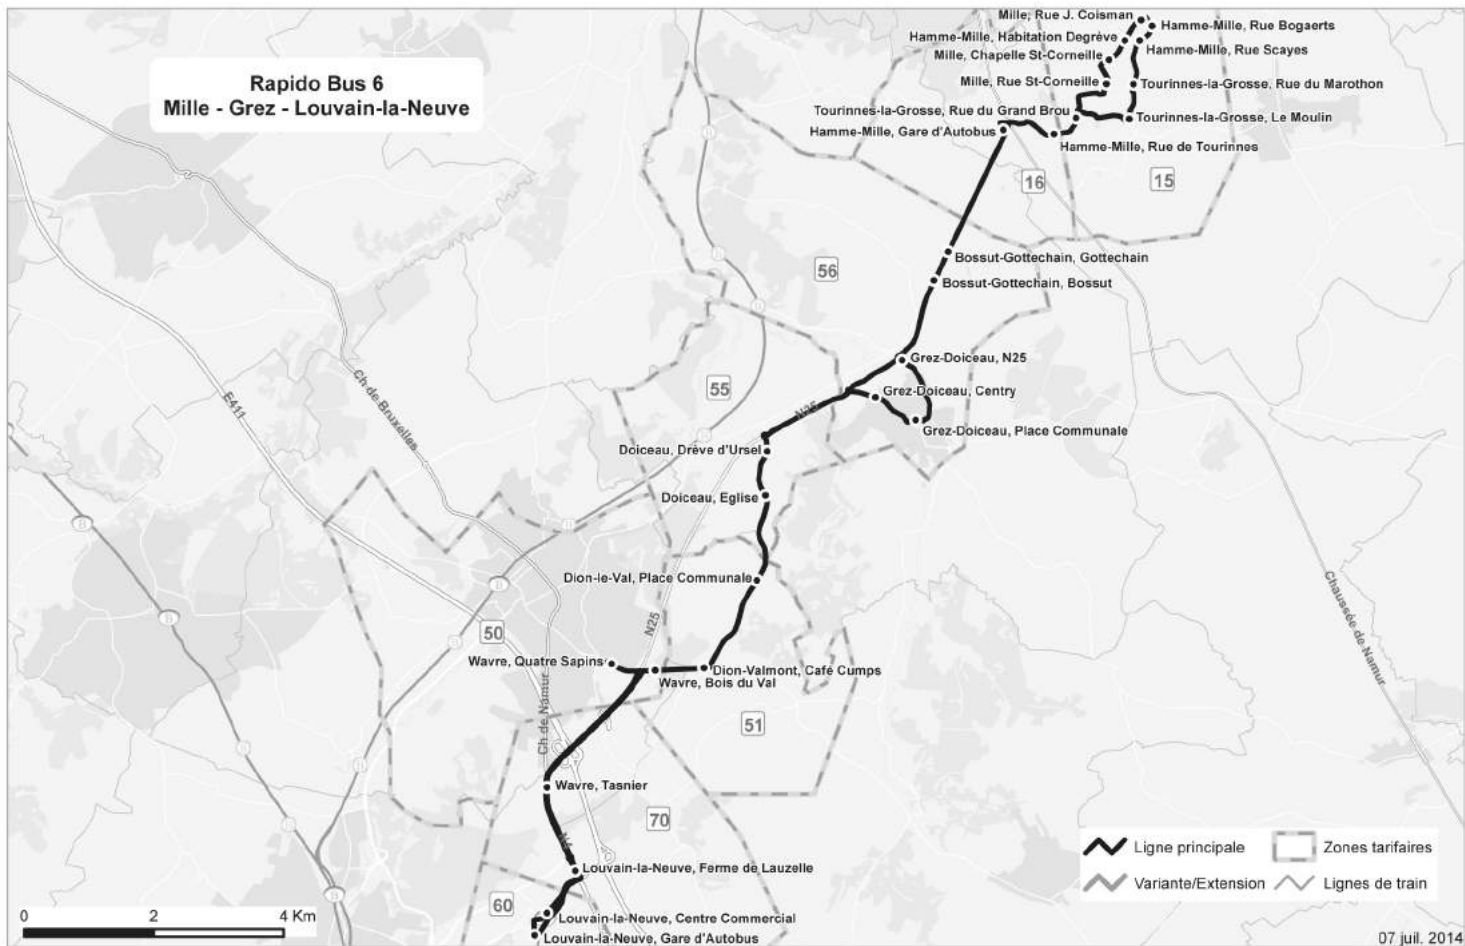 Rapido Bus 6
Mille - Grez - Louvain-la-Neuve
Mille, Rue J. Coisman
Hamme-Mille, Rue Bogaerts
Hamme-Mille, Habitation Degrève
Hamme-Mille, Rue Scayes
Mille, Chapelle St-Corneille
Mille, Rue St-Corneille
Tourinnes-la-Grosse, Rue du Marothon
Tourinnes-la-Grosse, Rue du Grand Brou
Tourinnes-la-Grosse, Le Moulin
Hamme-Mille, Gare d'Autobus
Hamme-Mille, Rue de Tourinnes
16
15
Bossut-Gottechain, Gottechain
56
Bossut-Gottechain, Bossut
Grez-Doiceau, N25
Ch de Bruxelles
55
Grez-Doiceau, Centry
E411
N25
Grez-Doiceau, Place Communale
Doiceau, Drève d'Ursel
Doiceau, Eglise
B
B
B
Dion-le-Val, Place Communale
B
B
Chaussée de Namur
N25
50
B
Wavre, Quatre Sapins
Dion-Valmont, Café Cumps
Wavre, Bois du Val
Ch de Namur
51
B
B
Wavre, Tasnier
70
B
N4
Ligne principale
Zones tarifaires
Louvain-la-Neuve, Ferme de Lauzelle
Variante/Extension
Lignes de train
B
60
0 2 4 Km
Louvain-la-Neuve, Centre Commercial
Louvain-la-Neuve, Gare d'Autobus
07 juil. 2014